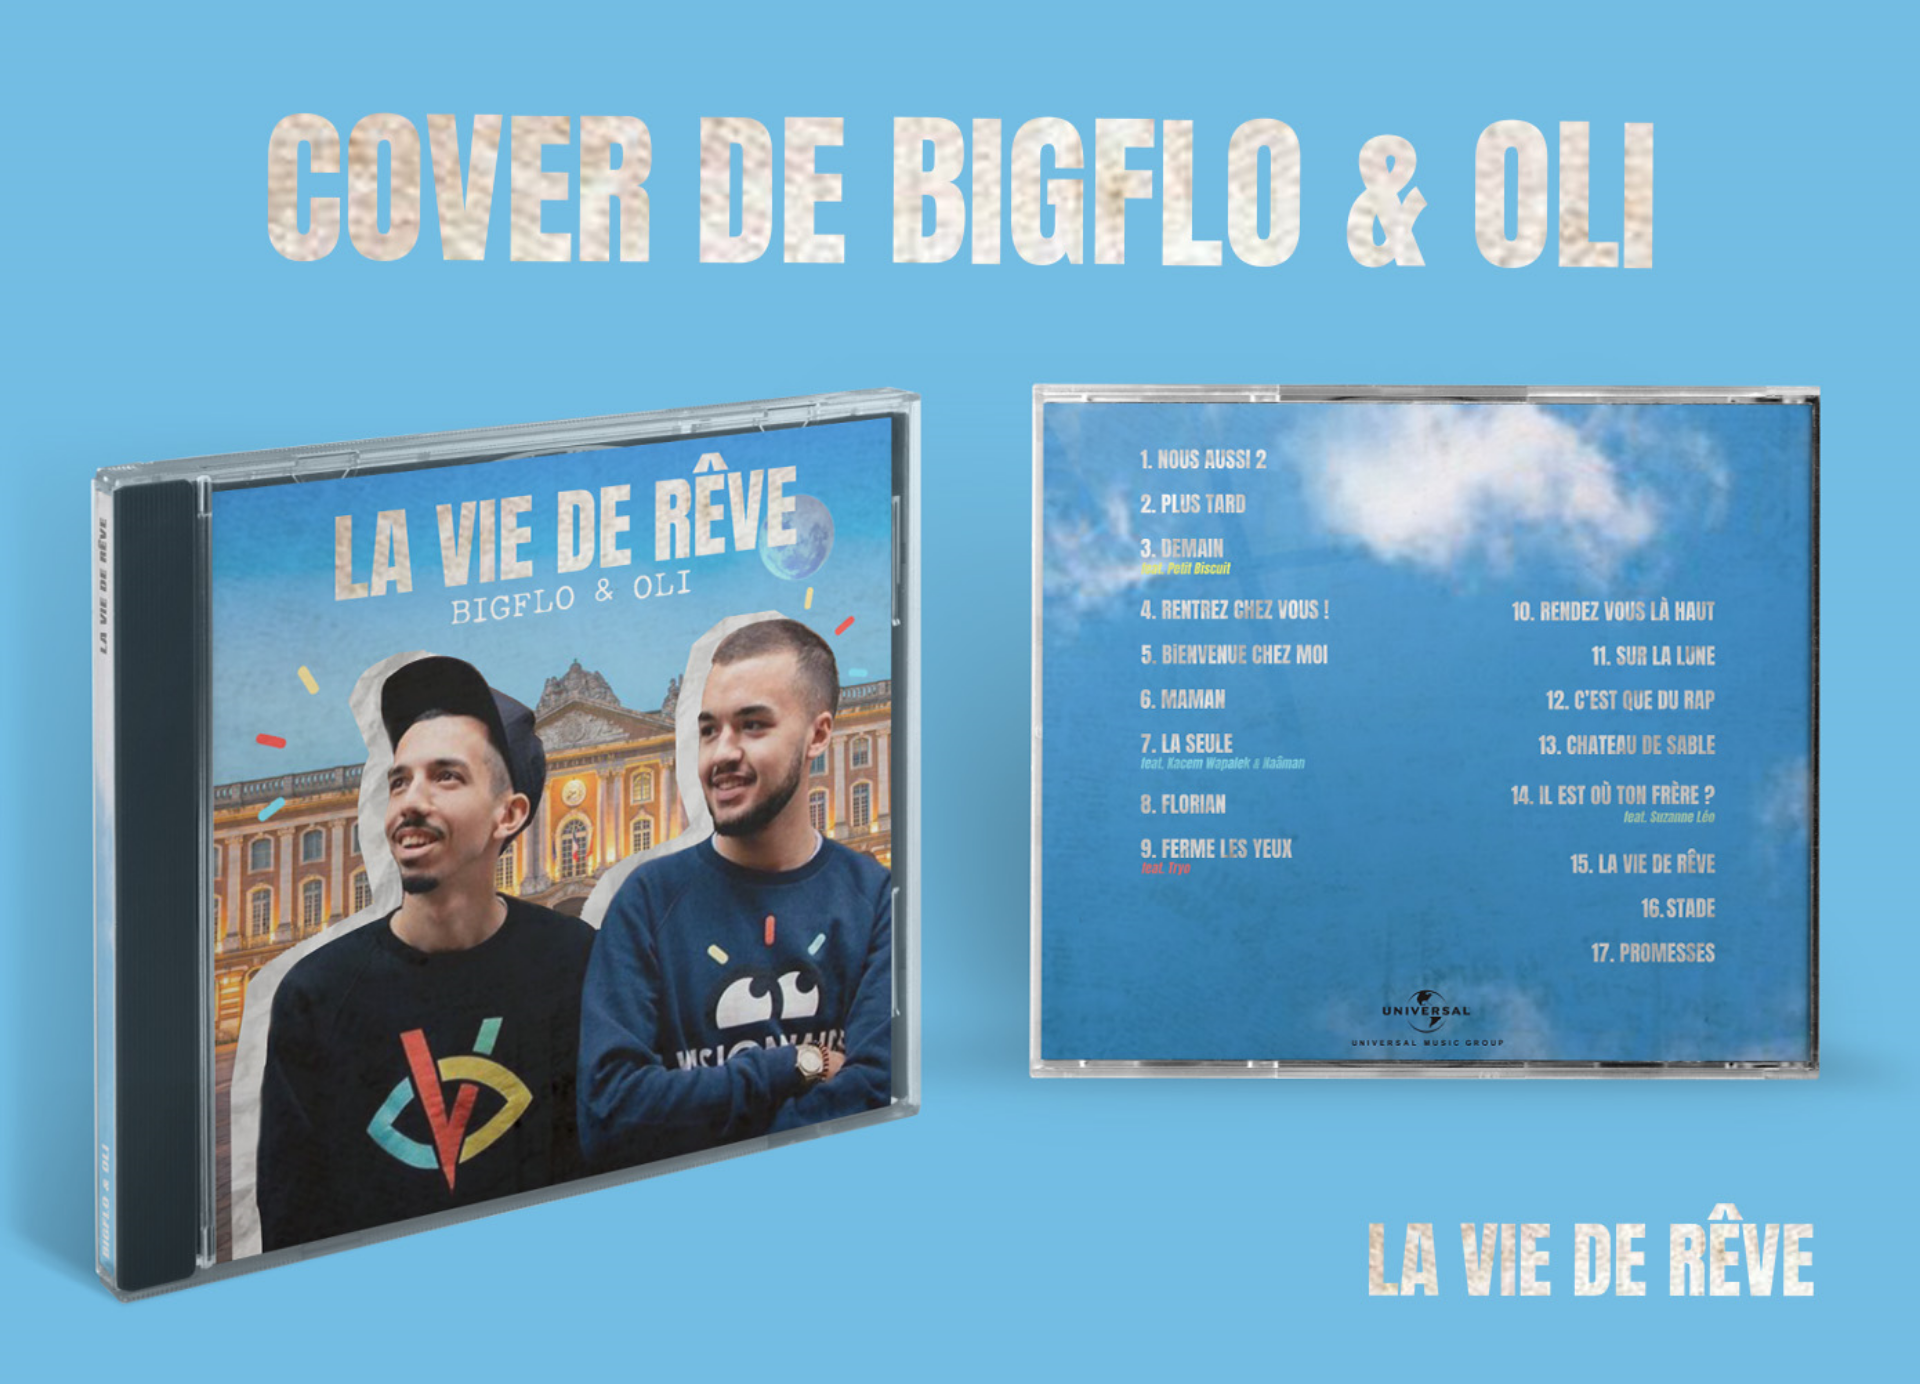 COVER DE BIGFLO & OLI
LA VIE DE RÊVE
BIGFLO & OLI
LA VIE DE RÊVE
BIGFLO & OLI
VISIONNAIRE
1. NOUS AUSSI 2
2. PLUS TARD
3. DEMAIN
feat. Petit Biscuit
4. RENTREZ CHEZ VOUS !
5. BIENVENUE CHEZ MOI
6. MAMAN
7. LA SEULE
feat. Kacem Wapalek & Naâman
8. FLORIAN
9. FERME LES YEUX
feat. Tryo
10. RENDEZ VOUS LÀ HAUT
11. SUR LA LUNE
12. C'EST QUE DU RAP
13. CHATEAU DE SABLE
14. IL EST OÙ TON FRÈRE ?
feat. Suzanne Léo
15. LA VIE DE RÊVE
16. STADE
17. PROMESSES
UNIVERSAL
UNIVERSAL MUSIC GROUP
LA VIE DE RÊVE